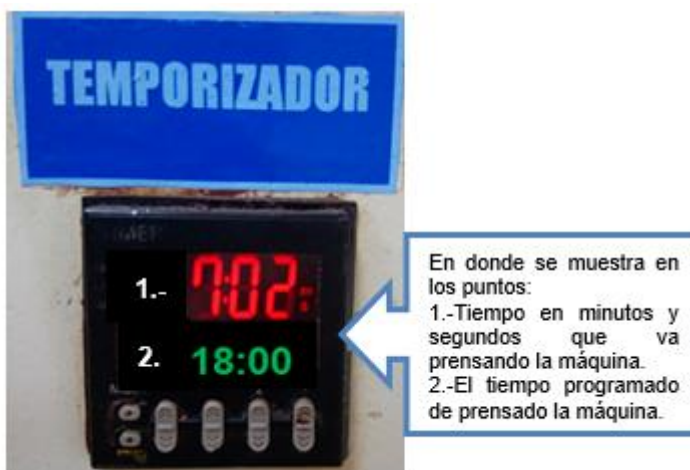 TEMPORIZADOR
TIMER
1.- 7:02
2. 18:00
En donde se muestra en
los puntos:
1.-Tiempo en minutos y
segundos que va
prensando la máquina.
2.-El tiempo programado
de prensado la máquina.